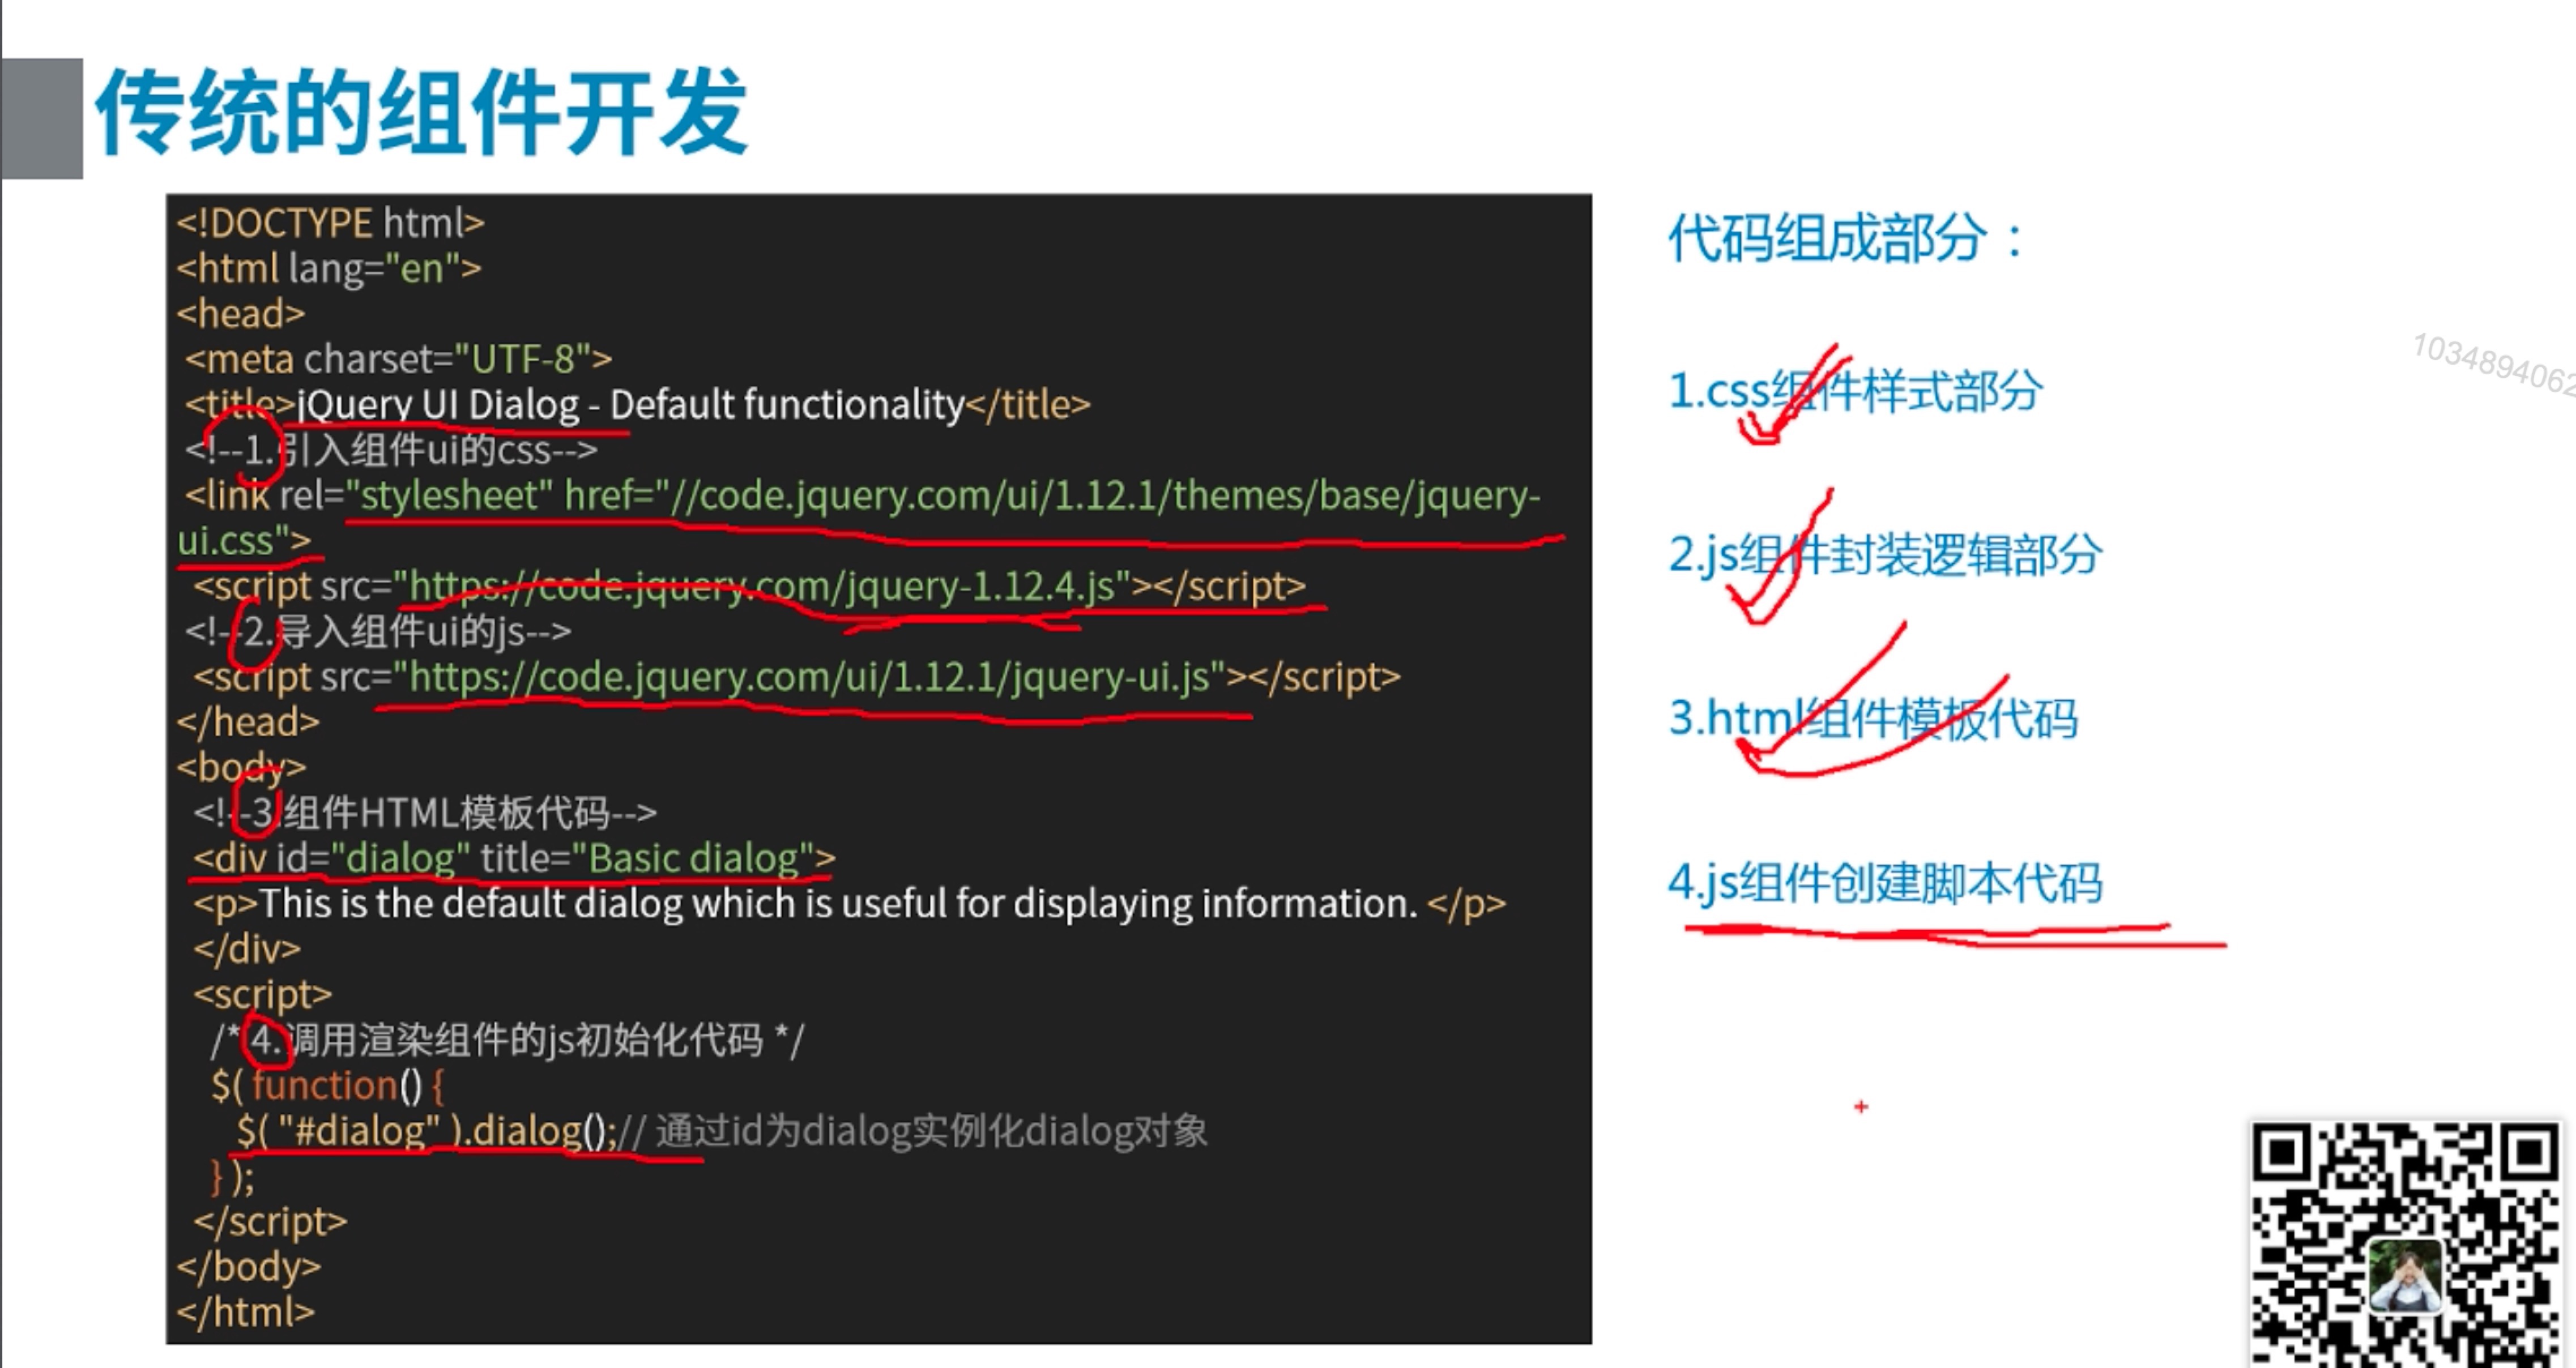 传统的组件开发
<!DOCTYPE html>
<html lang="en">
<head>
<meta charset="UTF-8">
<title>jQuery UI Dialog - Default functionality</title>
<!--1.引入组件ui的css-->
<link rel="stylesheet" href="//code.jquery.com/ui/1.12.1/themes/base/jquery-
ui.css">
<script src="https://code.jquery.com/jquery-1.12.4.js"></script>
<!--2.导入组件ui的js-->
<script src="https://code.jquery.com/ui/1.12.1/jquery-ui.js"></script>
</head>
<body>
<!--3.组件HTML模板代码-->
<div id="dialog" title="Basic dialog">
<p>This is the default dialog which is useful for displaying information. </p>
</div>
<script>
/* 4.调用渲染组件的js初始化代码 */
$( function() {
$( "#dialog" ).dialog();// 通过id为dialog实例化dialog对象
} );
</script>
</body>
</html>
代码组成部分：
1.css组件样式部分
2.js组件封装逻辑部分
3.html组件模板代码
4.js组件创建脚本代码